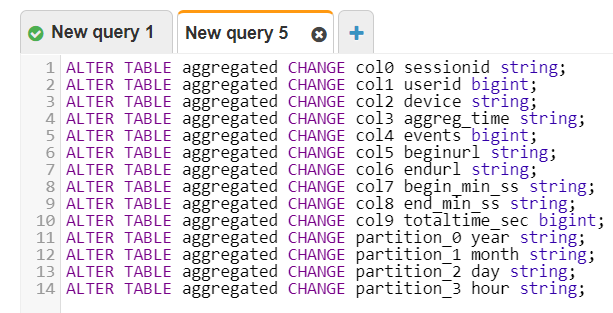 New query 1 New query 5 +
1 ALTER TABLE aggregated CHANGE col0 sessionid string;
2 ALTER TABLE aggregated CHANGE col1 userid bigint;
3 ALTER TABLE aggregated CHANGE col2 device string;
4 ALTER TABLE aggregated CHANGE col3 aggreg_time string;
5 ALTER TABLE aggregated CHANGE col4 events bigint;
6 ALTER TABLE aggregated CHANGE col5 beginurl string;
7 ALTER TABLE aggregated CHANGE col6 endurl string;
8 ALTER TABLE aggregated CHANGE col7 begin_min_ss string;
9 ALTER TABLE aggregated CHANGE col8 end_min_ss string;
10 ALTER TABLE aggregated CHANGE col9 totaltime_sec bigint;
11 ALTER TABLE aggregated CHANGE partition_0 year string;
12 ALTER TABLE aggregated CHANGE partition_1 month string;
13 ALTER TABLE aggregated CHANGE partition_2 day string;
14 ALTER TABLE aggregated CHANGE partition_3 hour string;